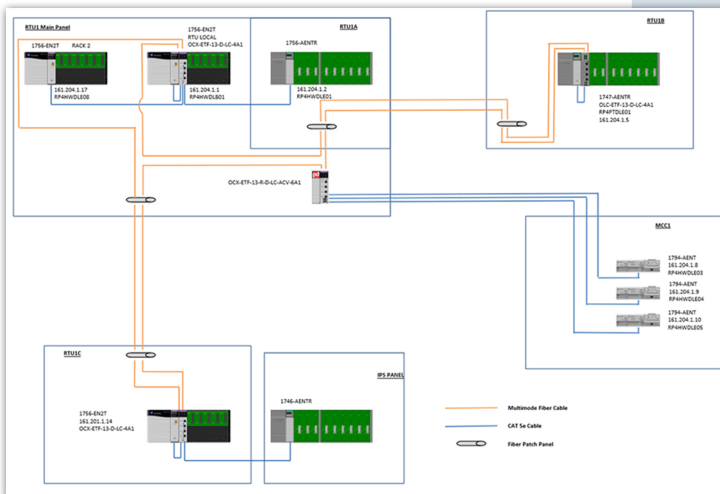 RTU1 Main Panel
1756-EN2T RACK 2
161.204.1.17
RP4HWDLE08
1756-EN2T
RTU LOCAL
OCX-ETF-13-D-LC-4A1
161.204.1.1
RP4HWDLB01
RTU1A
1756-AENTR
161.204.1.2
RP4HWDLE01
RTU1B
1747-AENTR
OLC-ETF-13-D-LC-4A1
RP4PTDLE01
161.204.1.5
OCX-ETF-13-R-D-LC-ACV-6A1
MCC1
1794-AENT
161.204.1.8
RP4HWDLE03
1794-AENT
161.204.1.9
RP4HWDLE04
1794-AENT
161.204.1.10
RP4HWDLE05
RTU1C
1756-EN2T
161.201.1.14
OCX-ETF-13-D-LC-4A1
IPS PANEL
1746-AENTR
Multimode Fiber Cable
CAT 5e Cable
Fiber Patch Panel